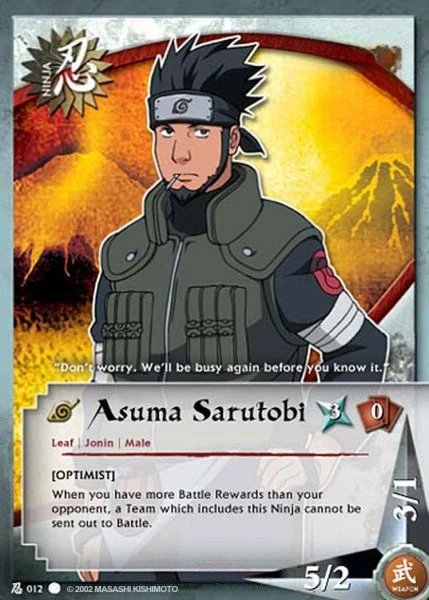 忍
NINJA
"Don't worry. We'll be busy again before you know it."
Asuma Sarutobi 3 0
Leaf | Jonin | Male
[OPTIMIST]
When you have more Battle Rewards than your
opponent, a Team which includes this Ninja cannot be
sent out to Battle.
3/1
5/2
武
WEAPON
忍 012 © 2002 MASASHI KISHIMOTO